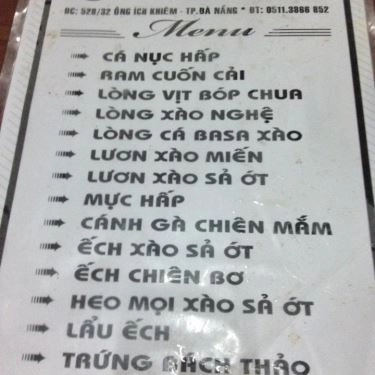 ĐC: 528/32 ÔNG ÍCH KHIÊM - TP.ĐÀ NẴNG * ĐT: 0511.3866 852
Menu
CÁ NỤC HẤP
RAM CUỐN CẢI
LÒNG VỊT BÓP CHUA
LÒNG XÀO NGHỆ
LÒNG CÁ BASA XÀO
LƯƠN XÀO MIẾN
LƯƠN XÀO SẢ ỚT
MỰC HẤP
CÁNH GÀ CHIÊN MẮM
ẾCH XÀO SẢ ỚT
ẾCH CHIÊN BƠ
HEO MỌI XÀO SẢ ỚT
LẨU ẾCH
TRỨNG BÁCH THẢO